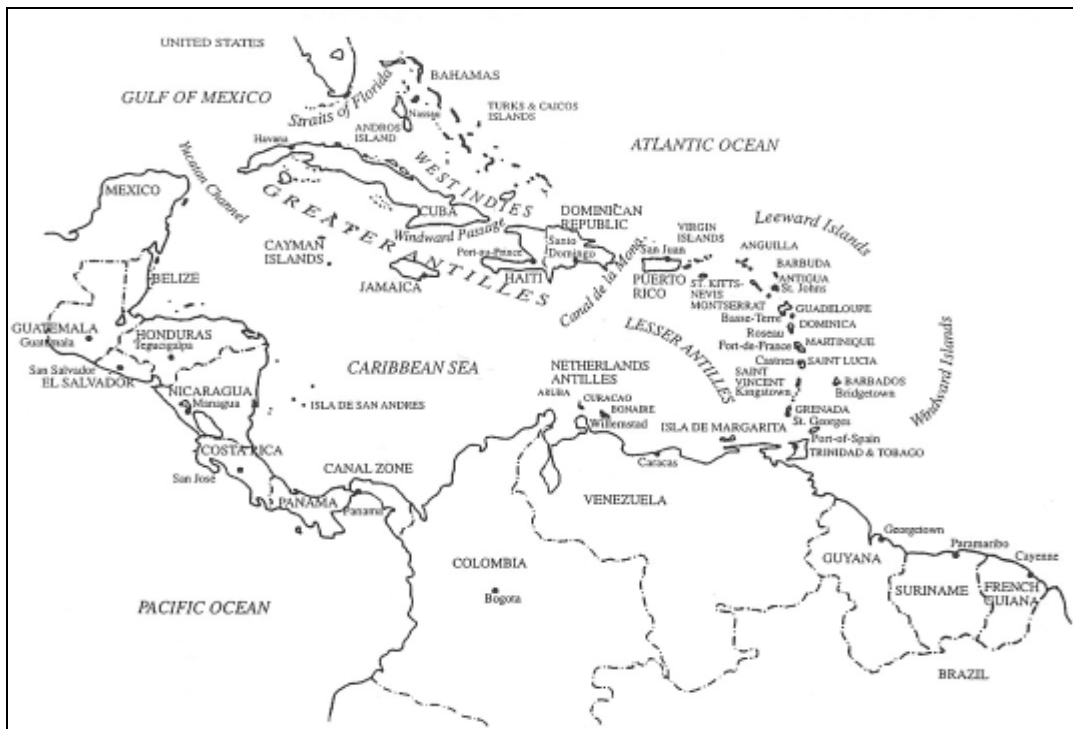 UNITED STATES
GULF OF MEXICO
Straits of Florida
BAHAMAS
Nassau
ANDROS
ISLAND
TURKS & CAICOS
ISLANDS
ATLANTIC OCEAN
Havana
Yucatan Channel
MEXICO
WEST INDIES
GREATER ANTILLES
CUBA
Windward Passage
CAYMAN
ISLANDS
JAMAICA
Port-au-Prince
HAITI
DOMINICAN
REPUBLIC
Santo
Domingo
Canal de la Mona
San Juan
PUERTO
RICO
VIRGIN
ISLANDS
ANGUILLA
Leeward Islands
BARBUDA
ANTIGUA
St. Johns
ST. KITTS-
NEVIS
MONTSERRAT
Basse-Terre
GUADELOUPE
Roseau
DOMINICA
Port-de-France
MARTINIQUE
Castries
SAINT LUCIA
SAINT
VINCENT
Kingstown
BARBADOS
Bridgetown
GRENADA
St. Georges
Windward Islands
LESSER ANTILLES
BELIZE
GUATEMALA
Guatemala
HONDURAS
Tegucigalpa
San Salvador
EL SALVADOR
NICARAGUA
Managua
CARIBBEAN SEA
ISLA DE SAN ANDRES
NETHERLANDS
ANTILLES
ARUBA
CURACAO
BONAIRE
Willemstad
ISLA DE MARGARITA
Port-of-Spain
TRINIDAD & TOBAGO
COSTA RICA
San José
CANAL ZONE
PANAMA
Panama
Caracas
VENEZUELA
COLOMBIA
Bogota
PACIFIC OCEAN
Georgetown
GUYANA
Paramaribo
SURINAME
Cayenne
FRENCH
GUIANA
BRAZIL